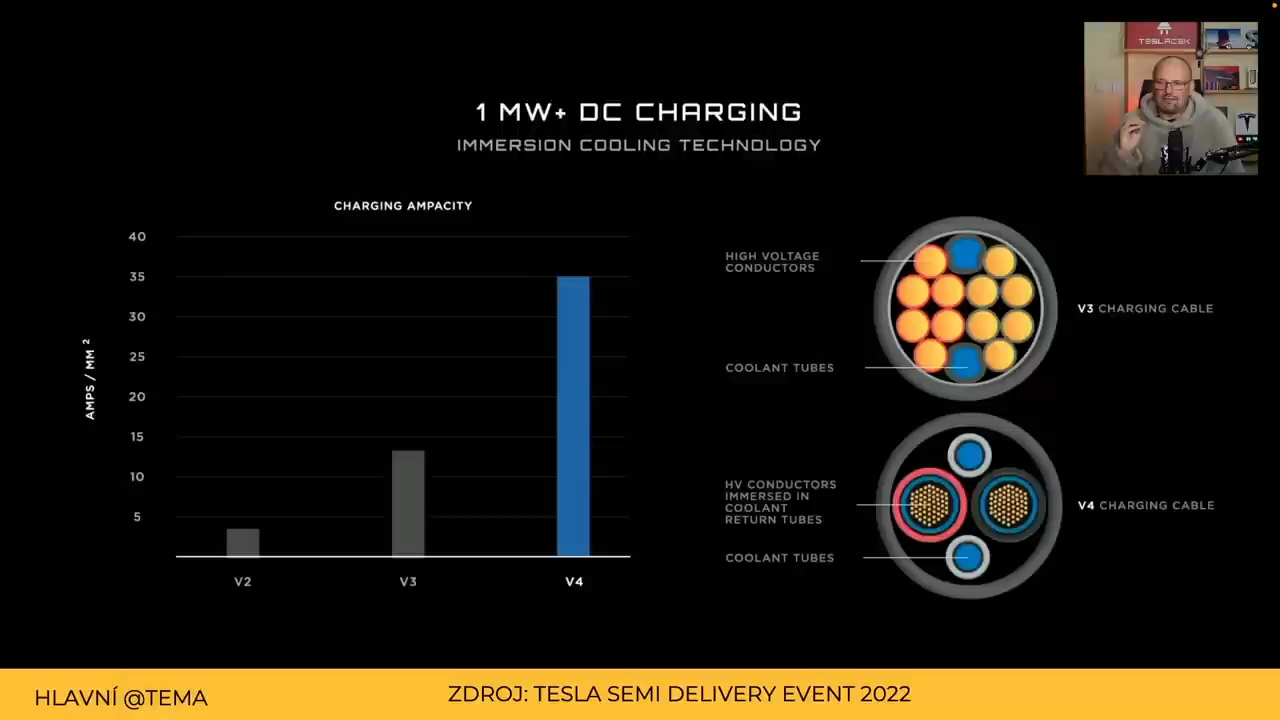 TESLACEK
1 MW+ DC CHARGING
IMMERSION COOLING TECHNOLOGY
CHARGING AMPACITY
40
35
30
25
20
15
10
5
AMPS / MM 2
V2
V3
V4
HIGH VOLTAGE
CONDUCTORS
COOLANT TUBES
V3 CHARGING CABLE
HV CONDUCTORS
IMMERSED IN
COOLANT
RETURN TUBES
COOLANT TUBES
V4 CHARGING CABLE
HLAVNÍ @TEMA
ZDROJ: TESLA SEMI DELIVERY EVENT 2022